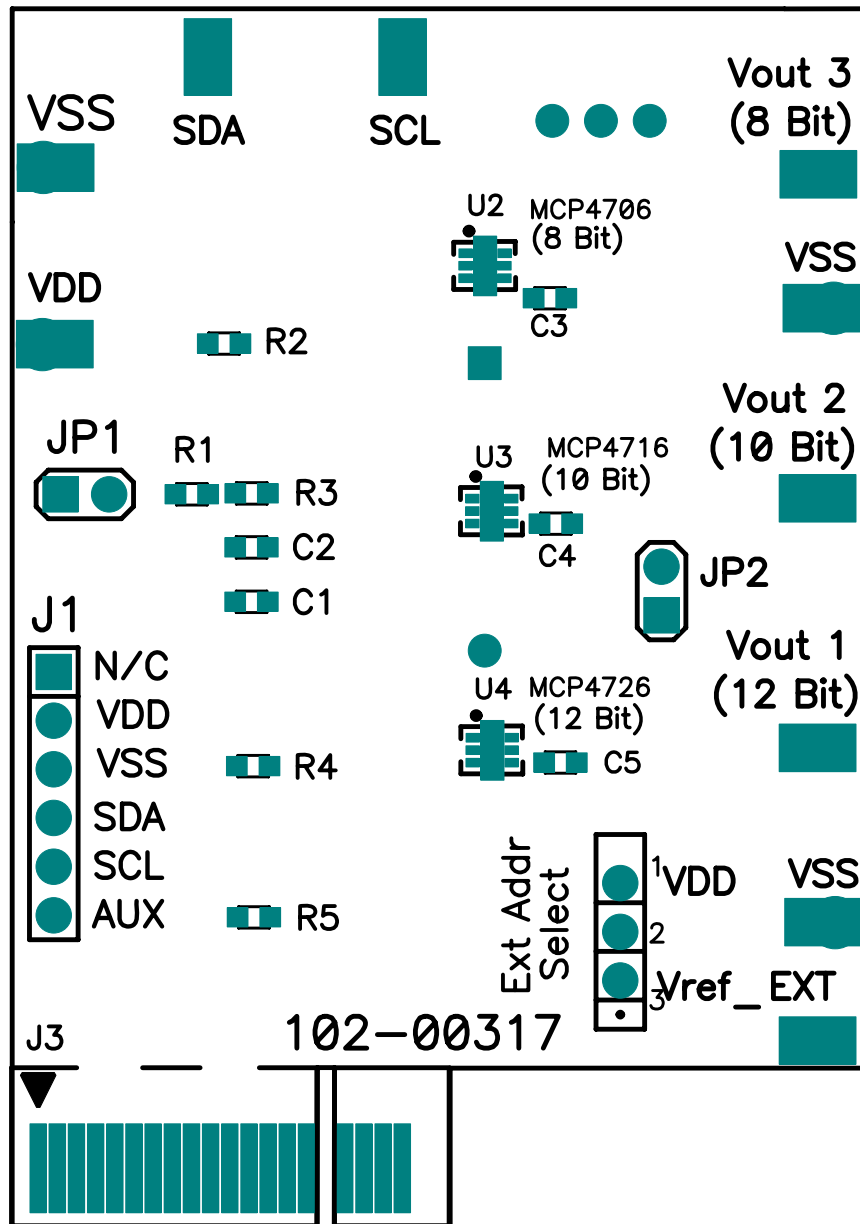 VSS
SDA
SCL
Vout 3
(8 Bit)
U2
MCP4706
(8 Bit)
VSS
VDD
C3
R2
Vout 2
(10 Bit)
JP1
R1
R3
U3
MCP4716
(10 Bit)
C2
C4
JP2
C1
J1
N/C
VDD
VSS
SDA
SCL
AUX
Vout 1
(12 Bit)
U4
MCP4726
(12 Bit)
R4
C5
R5
Ext Addr
Select
1
VDD
2
3
VSS
Vref_EXT
J3
102-00317